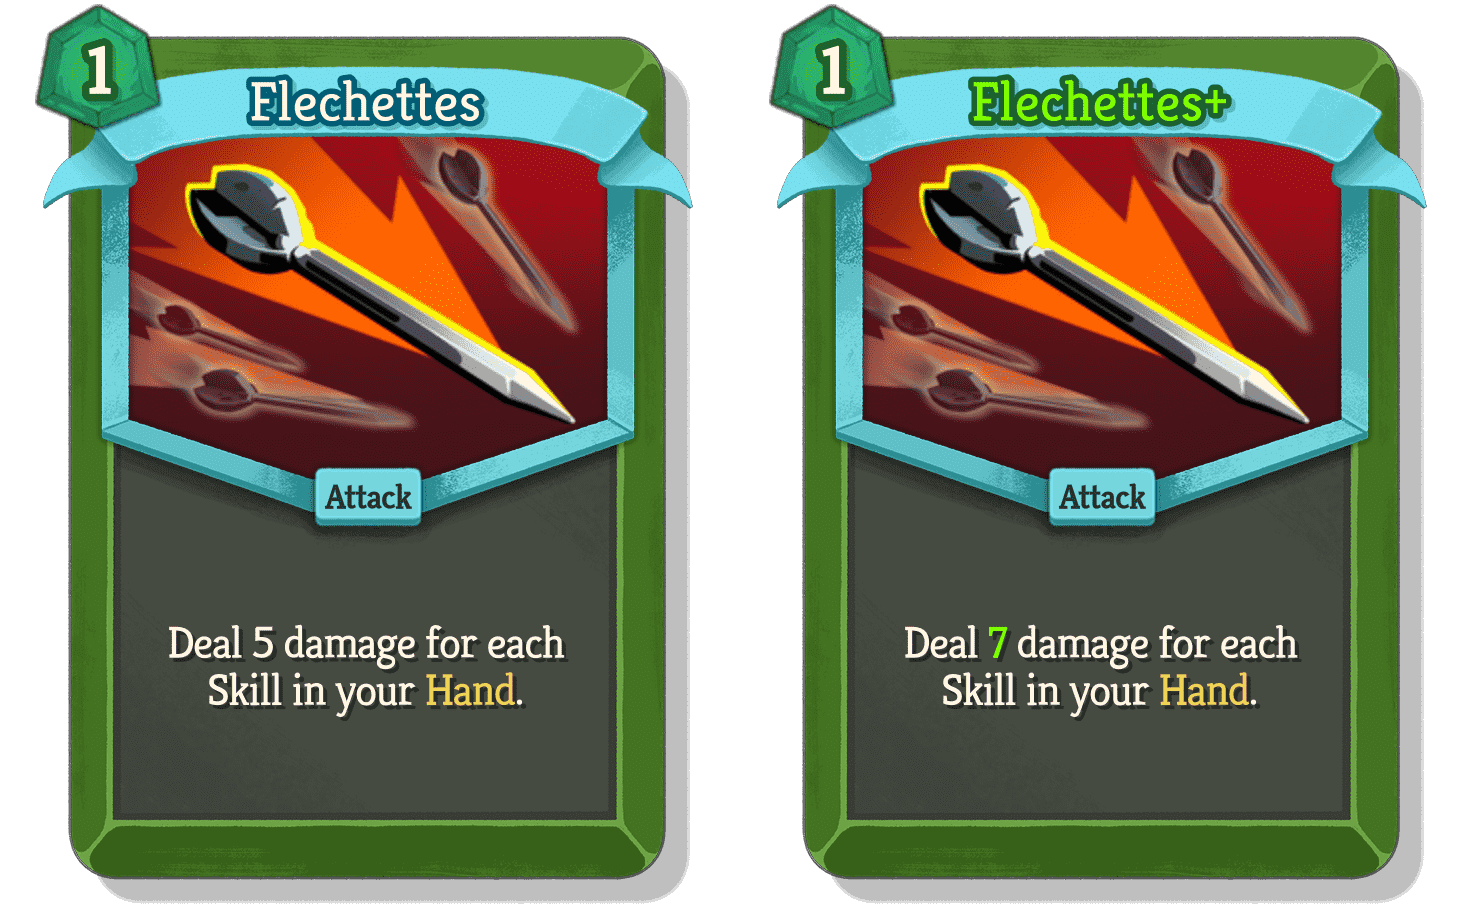 1
Flechettes
Attack
Deal 5 damage for each
Skill in your Hand.
1
Flechettes+
Attack
Deal 7 damage for each
Skill in your Hand.